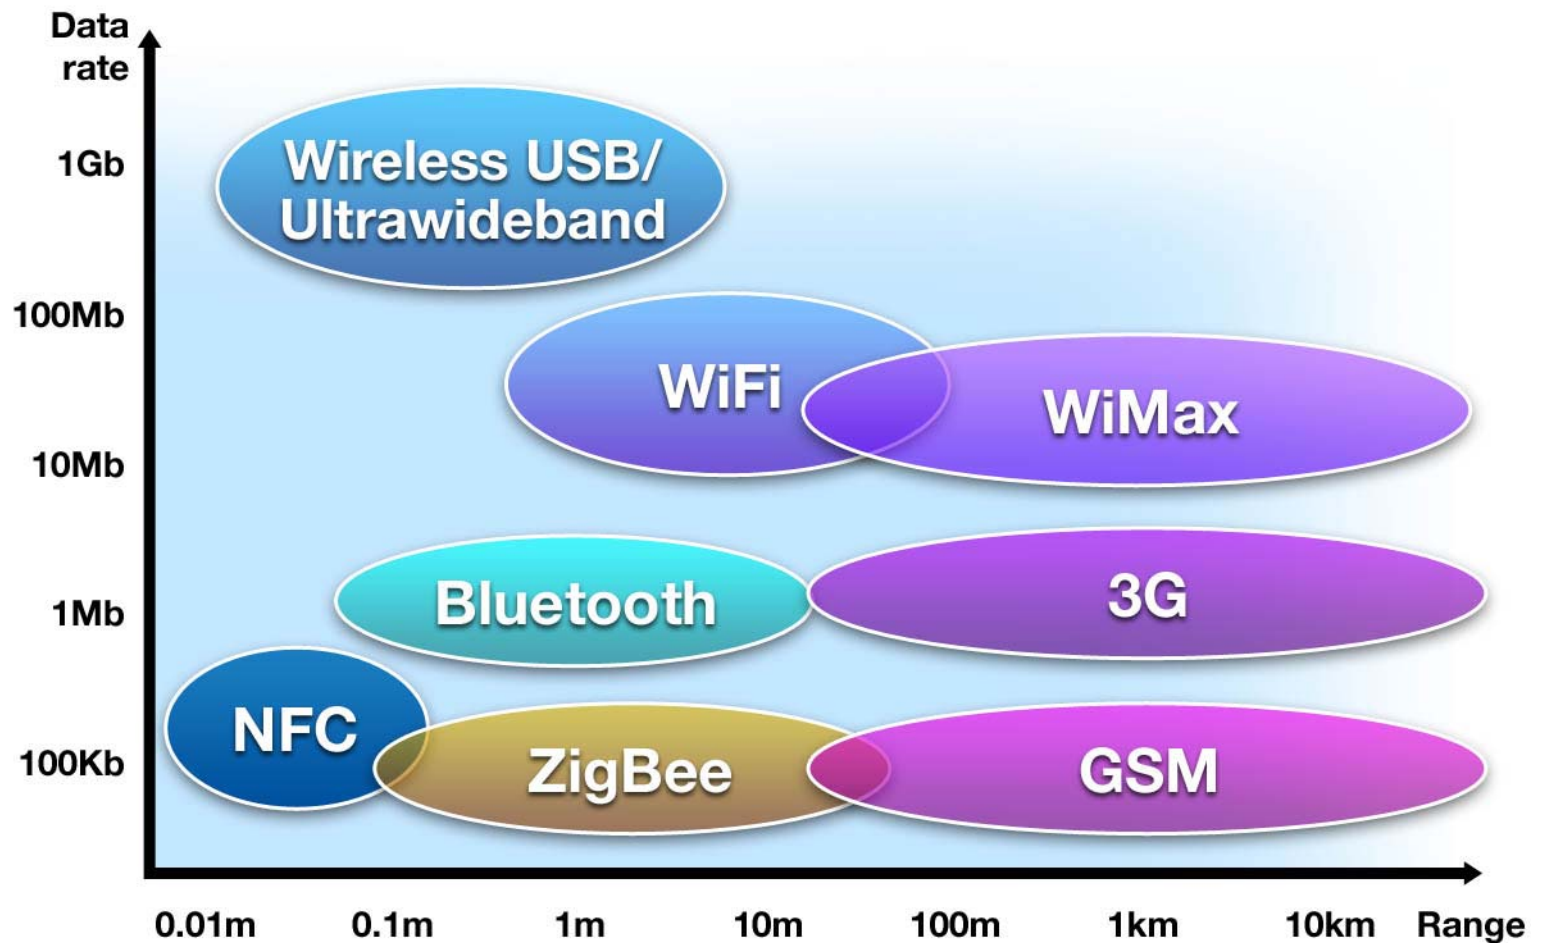 Data
rate
1Gb
100Mb
10Mb
1Mb
100Kb
Wireless USB/
Ultrawideband
WiFi
WiMax
Bluetooth
3G
NFC
ZigBee
GSM
0.01m 0.1m 1m 10m 100m 1km 10km Range